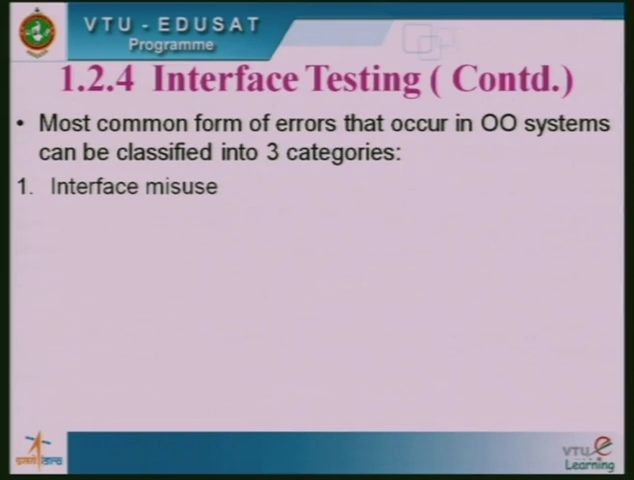 VTU - EDUSAT
Programme
1.2.4 Interface Testing ( Contd.)
• Most common form of errors that occur in OO systems
can be classified into 3 categories:
1. Interface misuse
VTU
Learning